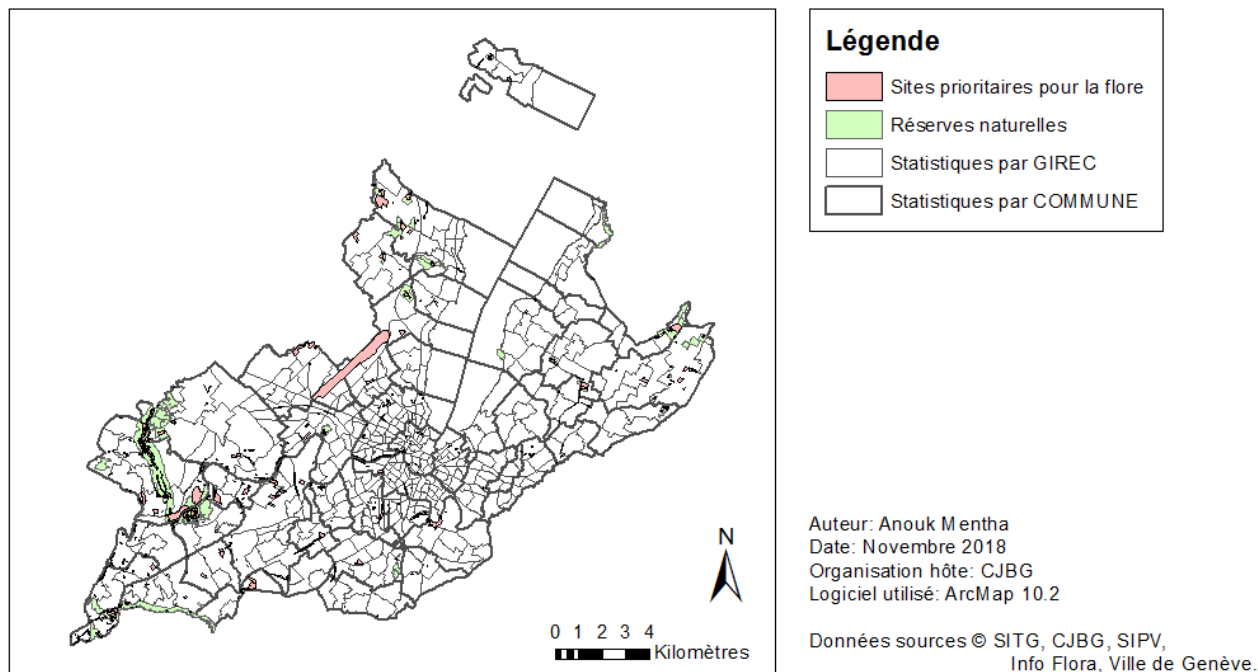 Légende
Sites prioritaires pour la flore
Réserves naturelles
Statistiques par GIREC
Statistiques par COMMUNE
N
0 1 2 3 4
Kilomètres
Auteur: Anouk Mentha
Date: Novembre 2018
Organisation hôte: CJBG
Logiciel utilisé: ArcMap 10.2
Données sources © SITG, CJBG, SIPV,
Info Flora, Ville de Genève.